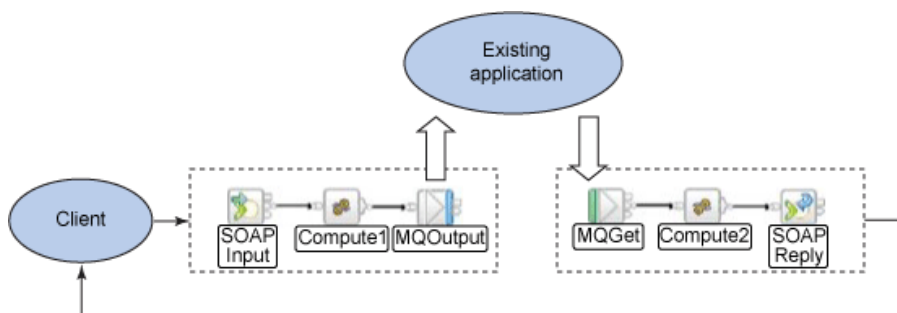 Existing
application
Client
SOAP
Input
Compute1
MQOutput
MQGet
Compute2
SOAP
Reply